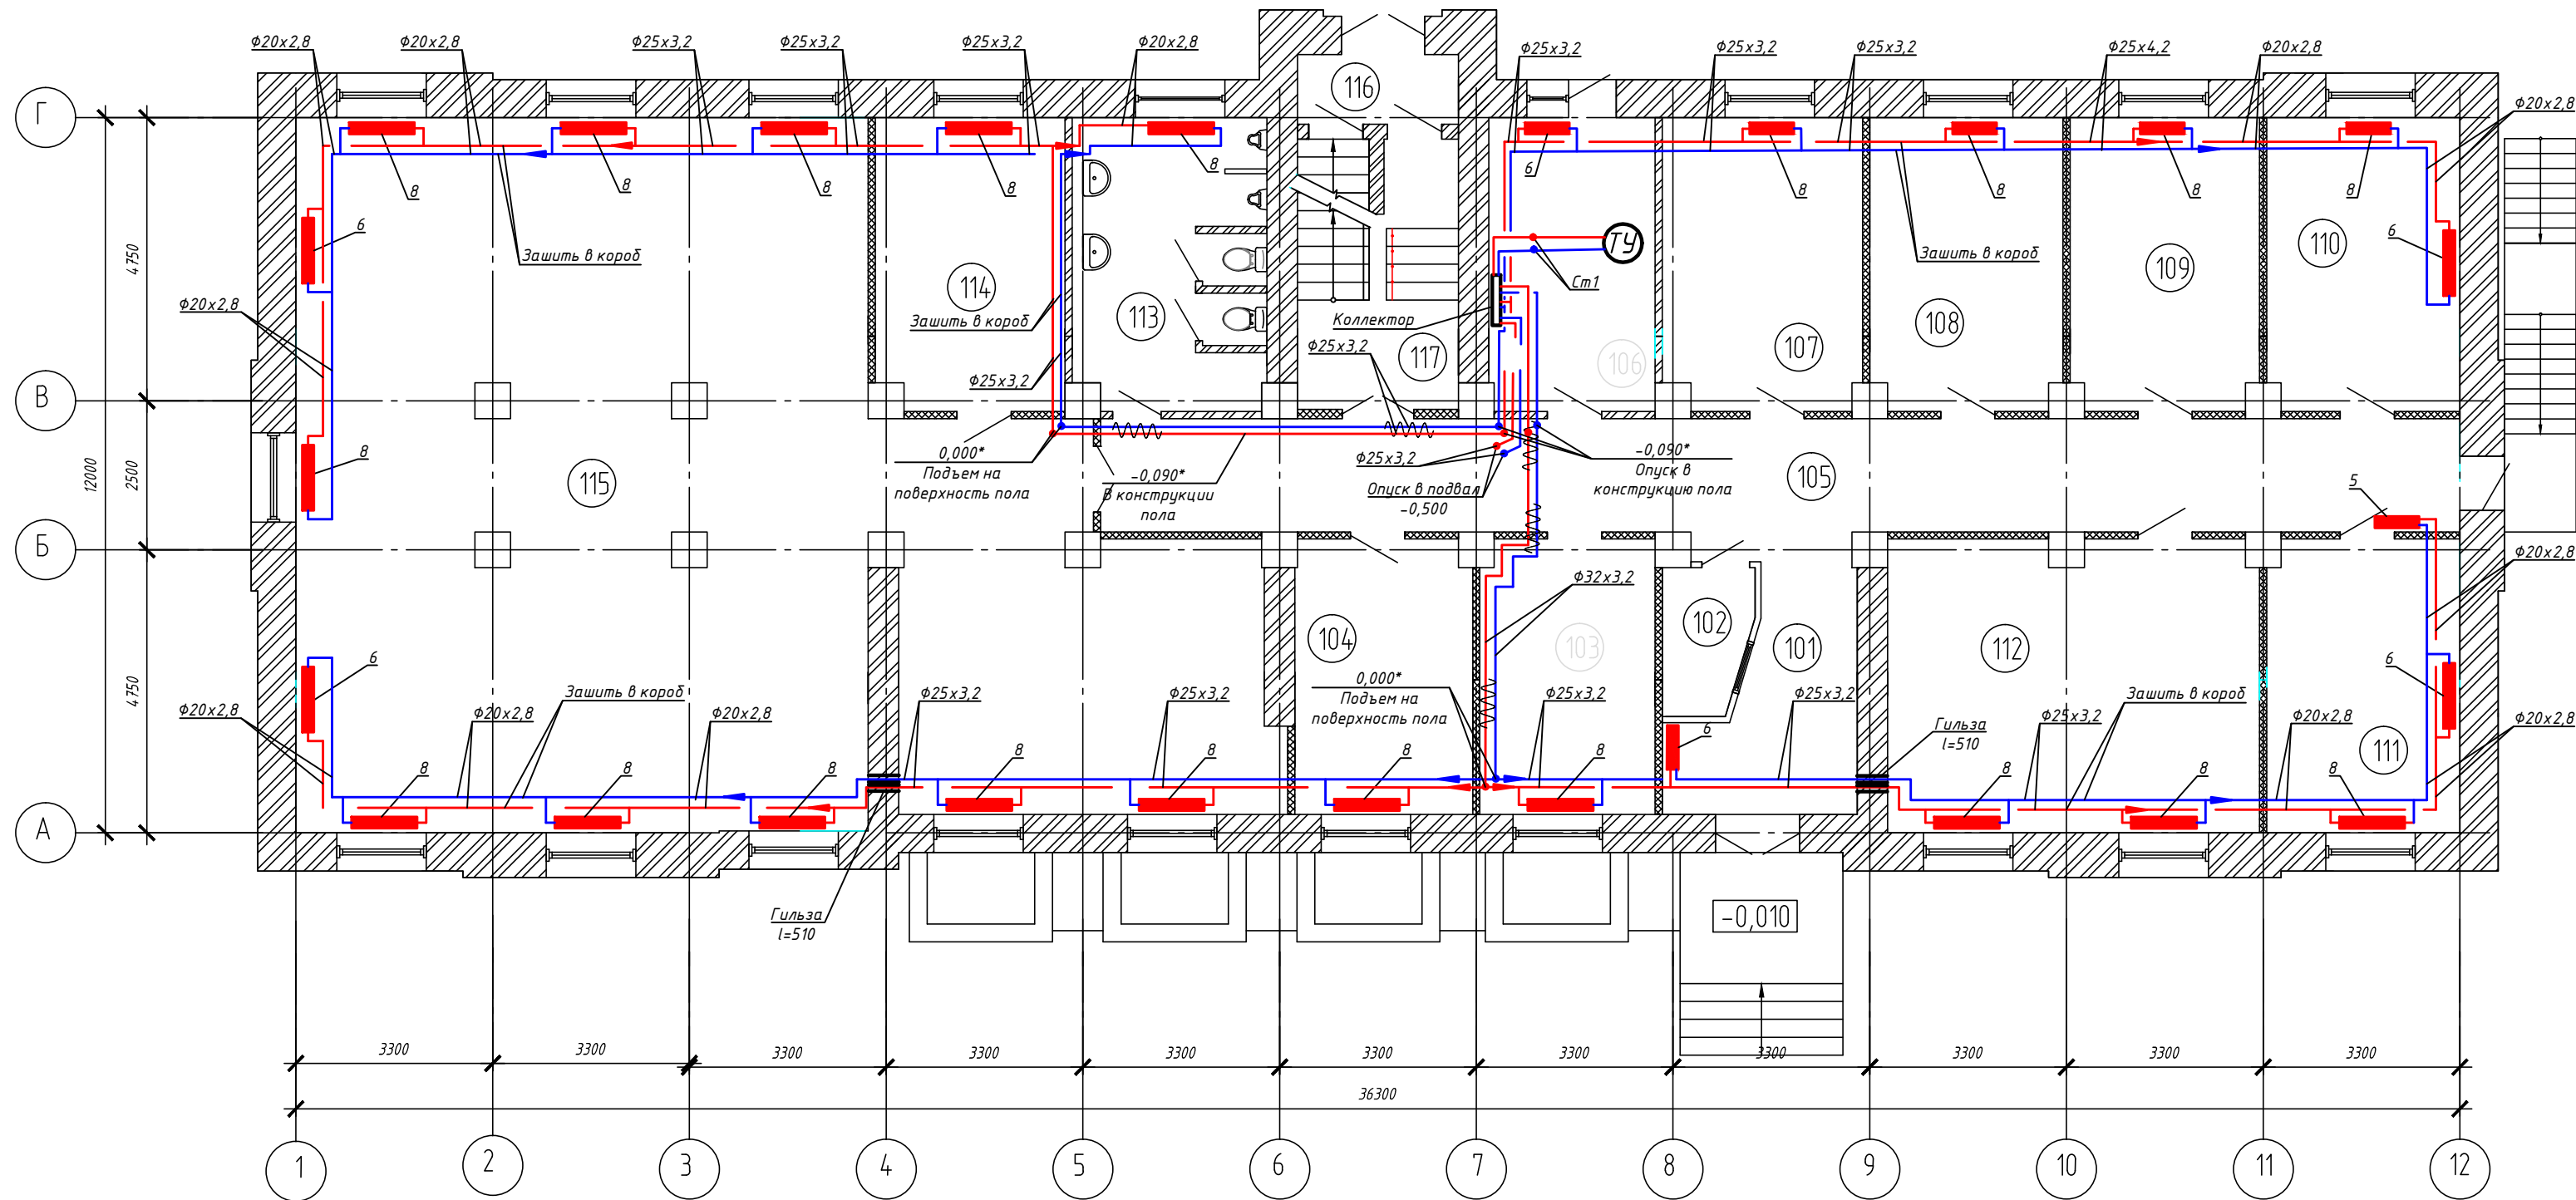 Ф20х2,8
Ф20х2,8
Ф25х3,2
Ф25х3,2
Ф25х3,2
Ф20х2,8
Ф25х3,2
Ф25х3,2
Ф25х3,2
Ф25х4,2
Ф20х2,8
Ф20х2,8
116
Г
8
8
8
8
8
6
8
8
8
8
6
Зашить в короб
ТУ
Ст1
Зашить в короб
6
110
109
4750
114
113
Зашить в короб
Коллектор
Ф20х2,8
Ф25х3,2
117
106
107
108
Ф25х3,2
В
8
115
12000
2500
0,000*
Подъем на
поверхность пола
-0,090*
В конструкции
пола
Ф25х3,2
Опуск в подвал
-0,500
-0,090*
Опуск в
конструкцию пола
105
5
Б
Ф20х2,8
Ф32х3,2
104
103
102
101
112
6
6
4750
Ф20х2,8
Зашить в короб
Ф20х2,8
Ф20х2,8
Ф25х3,2
Ф25х3,2
0,000*
Подъем на
поверхность пола
Ф25х3,2
Ф25х3,2
6
Гильза
l=510
Зашить в короб
Ф25х3,2
Ф20х2,8
Ф20х2,8
111
8
8
8
8
8
8
8
8
8
8
А
Гильза
l=510
-0,010
3300
3300
3300
3300
3300
3300
3300
3300
3300
3300
3300
36300
1
2
3
4
5
6
7
8
9
10
11
12